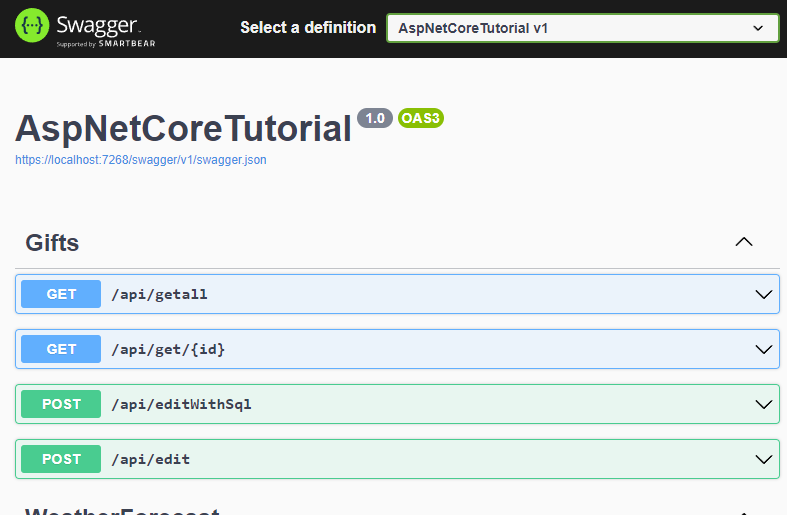 {···} Swagger
Supported by SMARTBEAR
Select a definition
AspNetCoreTutorial v1
AspNetCoreTutorial 1.0 OAS3
https://localhost:7268/swagger/v1/swagger.json
Gifts
GET /api/getall
GET /api/get/{id}
POST /api/editWithSql
POST /api/edit
WeatherForecast